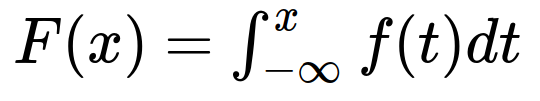 F(x) = ∫_{-∞}^{x} f(t)dt